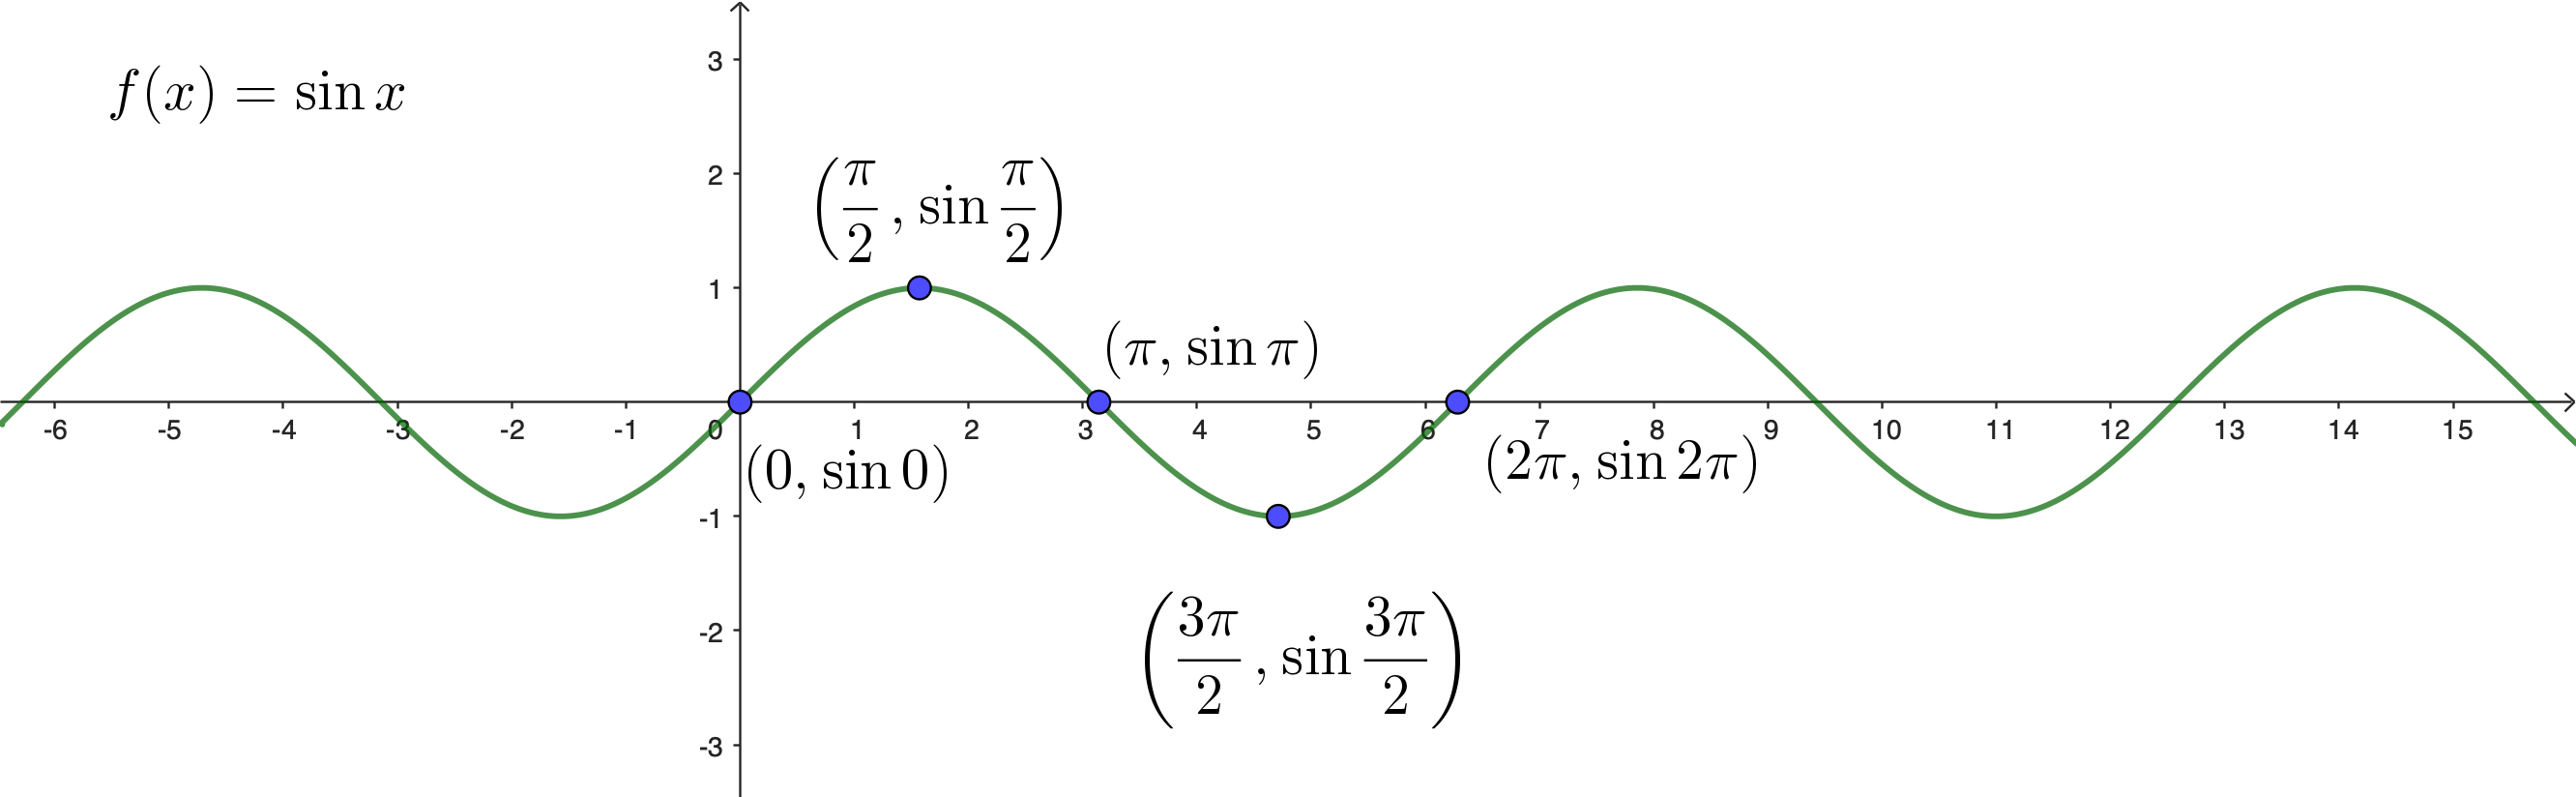 3
f(x) = sin x
2
(π/2, sin π/2)
1
(π, sin π)
-6 -5 -4 -3 -2 -1 0 1 2 3 4 5 6 7 8 9 10 11 12 13 14 15
(0, sin 0)
(2π, sin 2π)
-1
-2
(3π/2, sin 3π/2)
-3